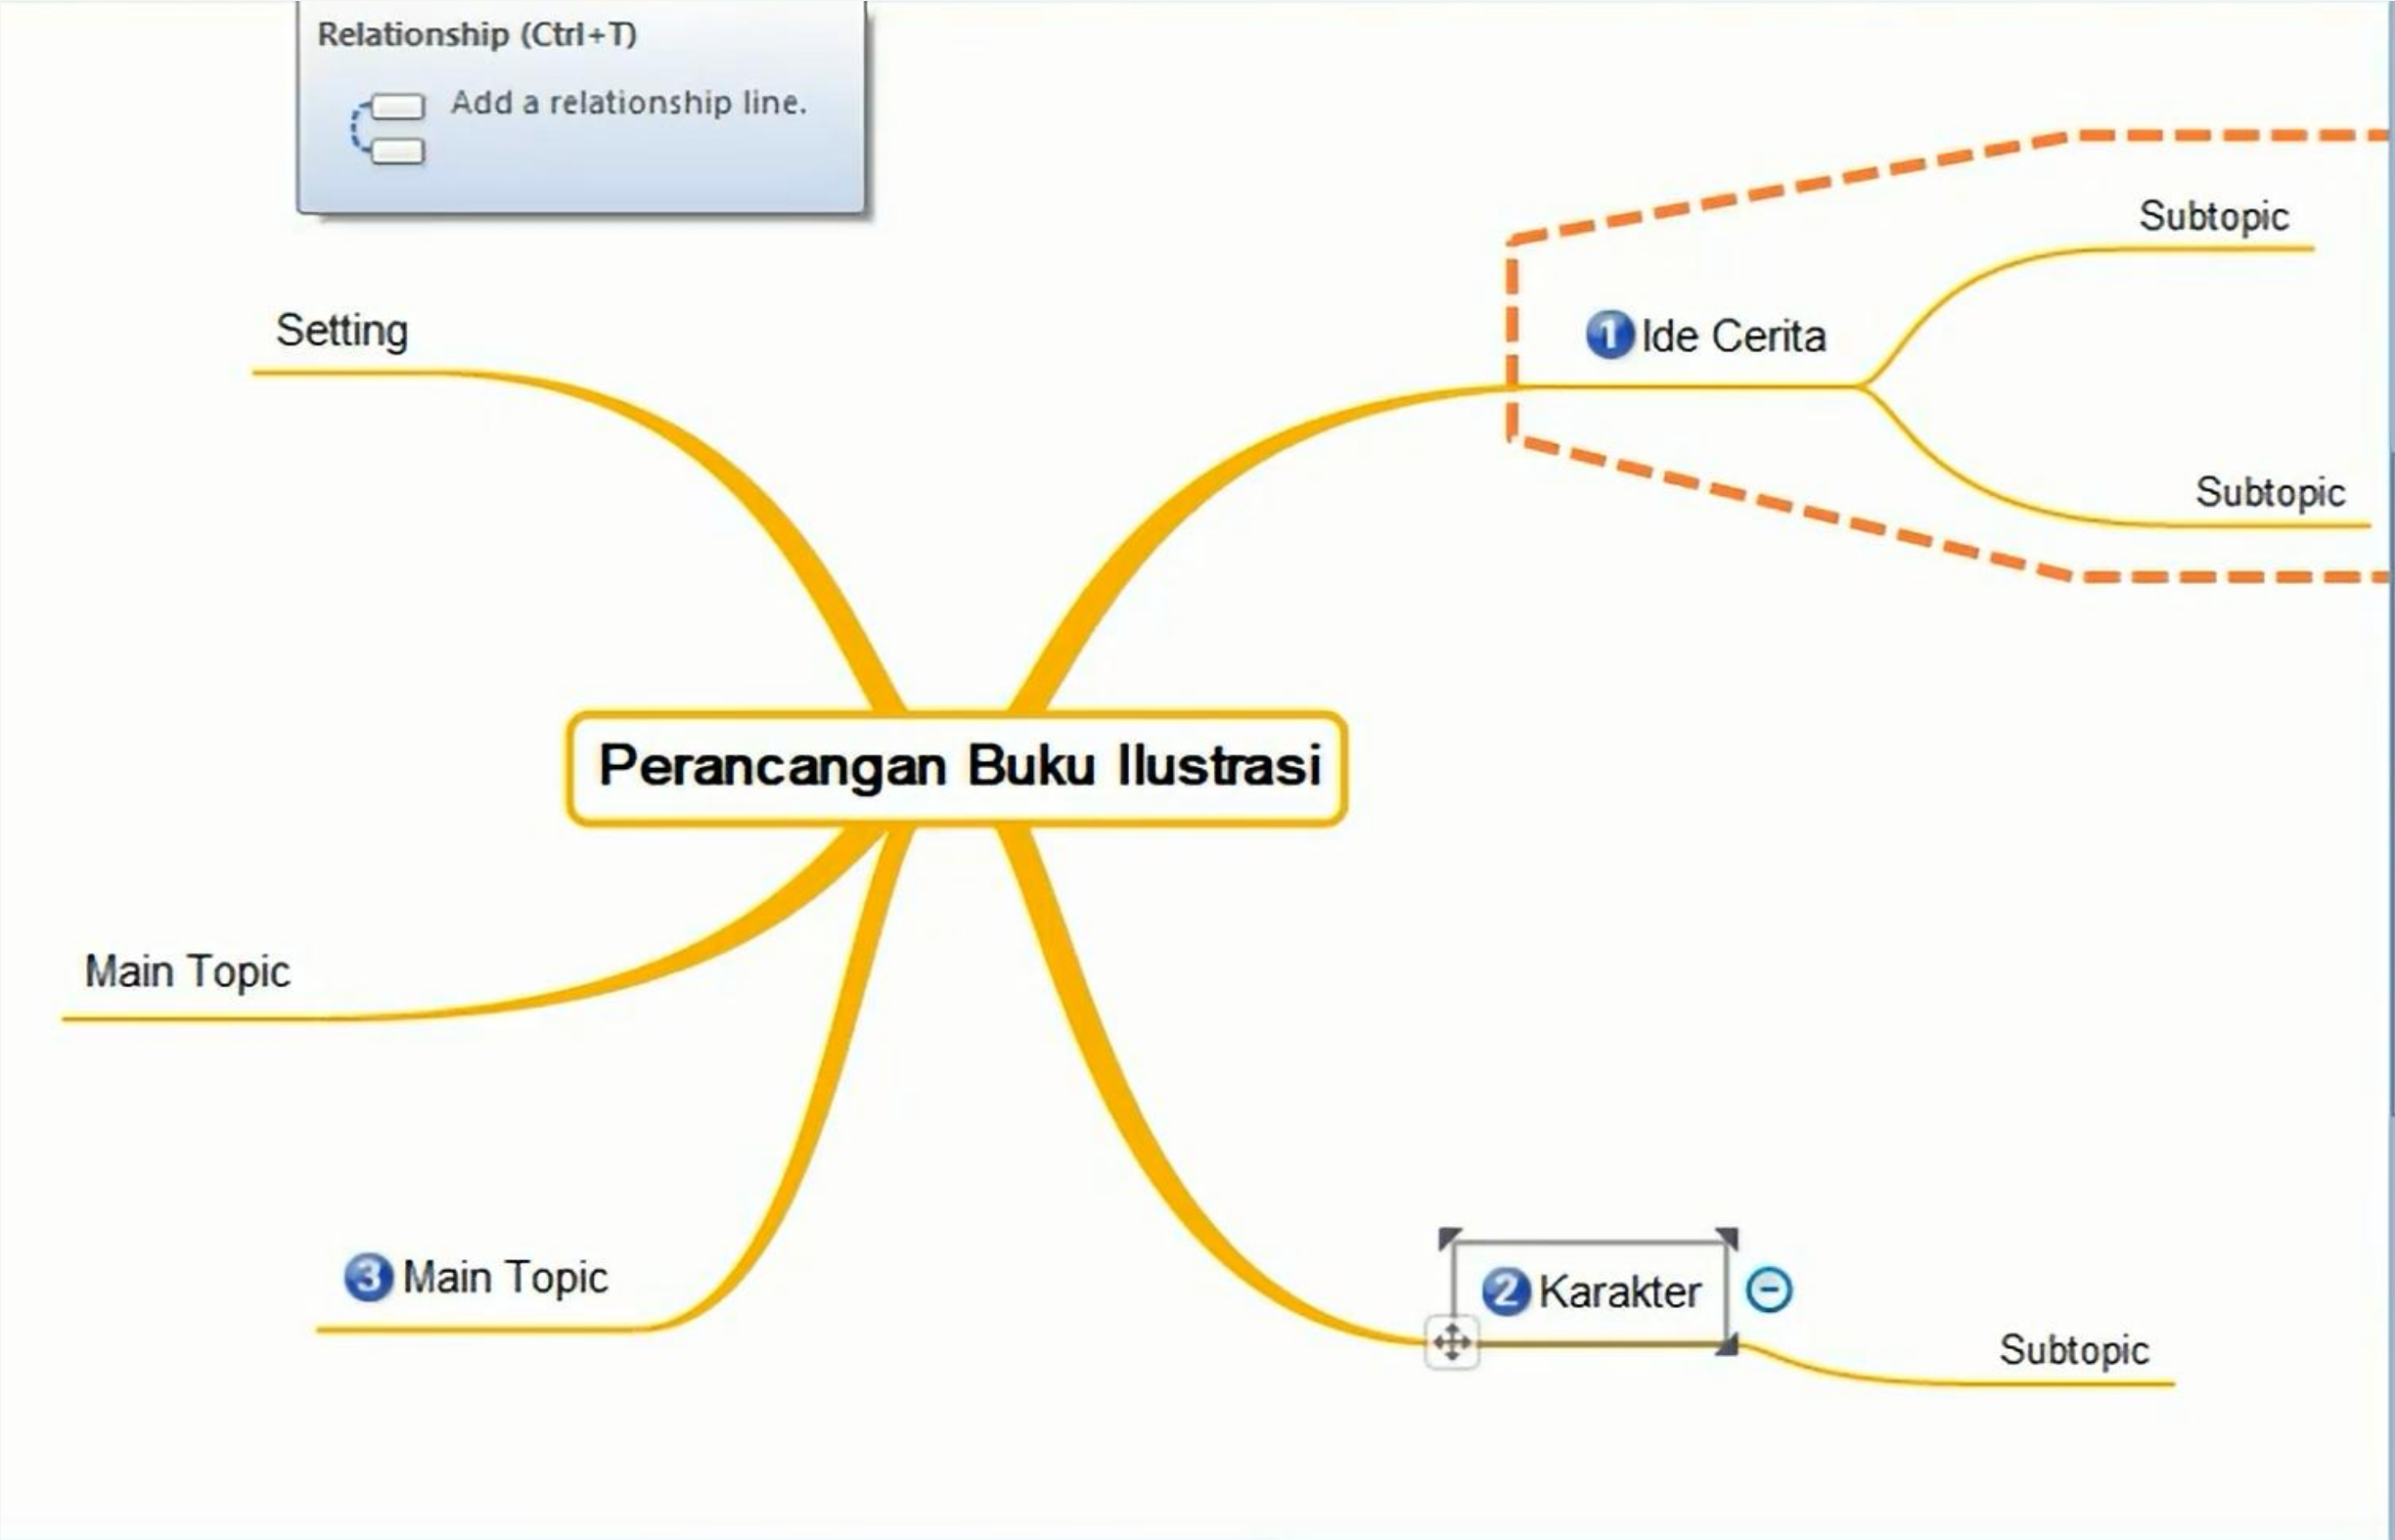 Relationship (Ctrl+T)
Add a relationship line.
Subtopic
Setting
1 Ide Cerita
Subtopic
Perancangan Buku Ilustrasi
Main Topic
3 Main Topic
2 Karakter
Subtopic